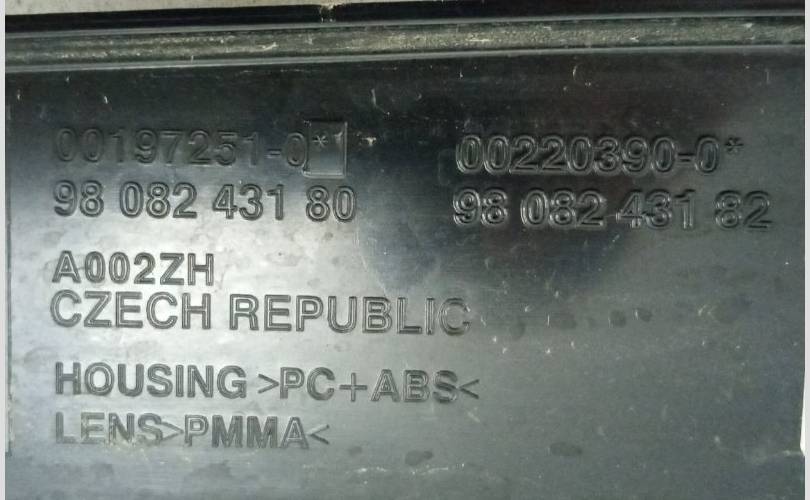 00197251-0* 00220390-0*
98 082 431 80 98 082 431 82
A002ZH
CZECH REPUBLIC
HOUSING >PC+ABS<
LENS>PMMA<